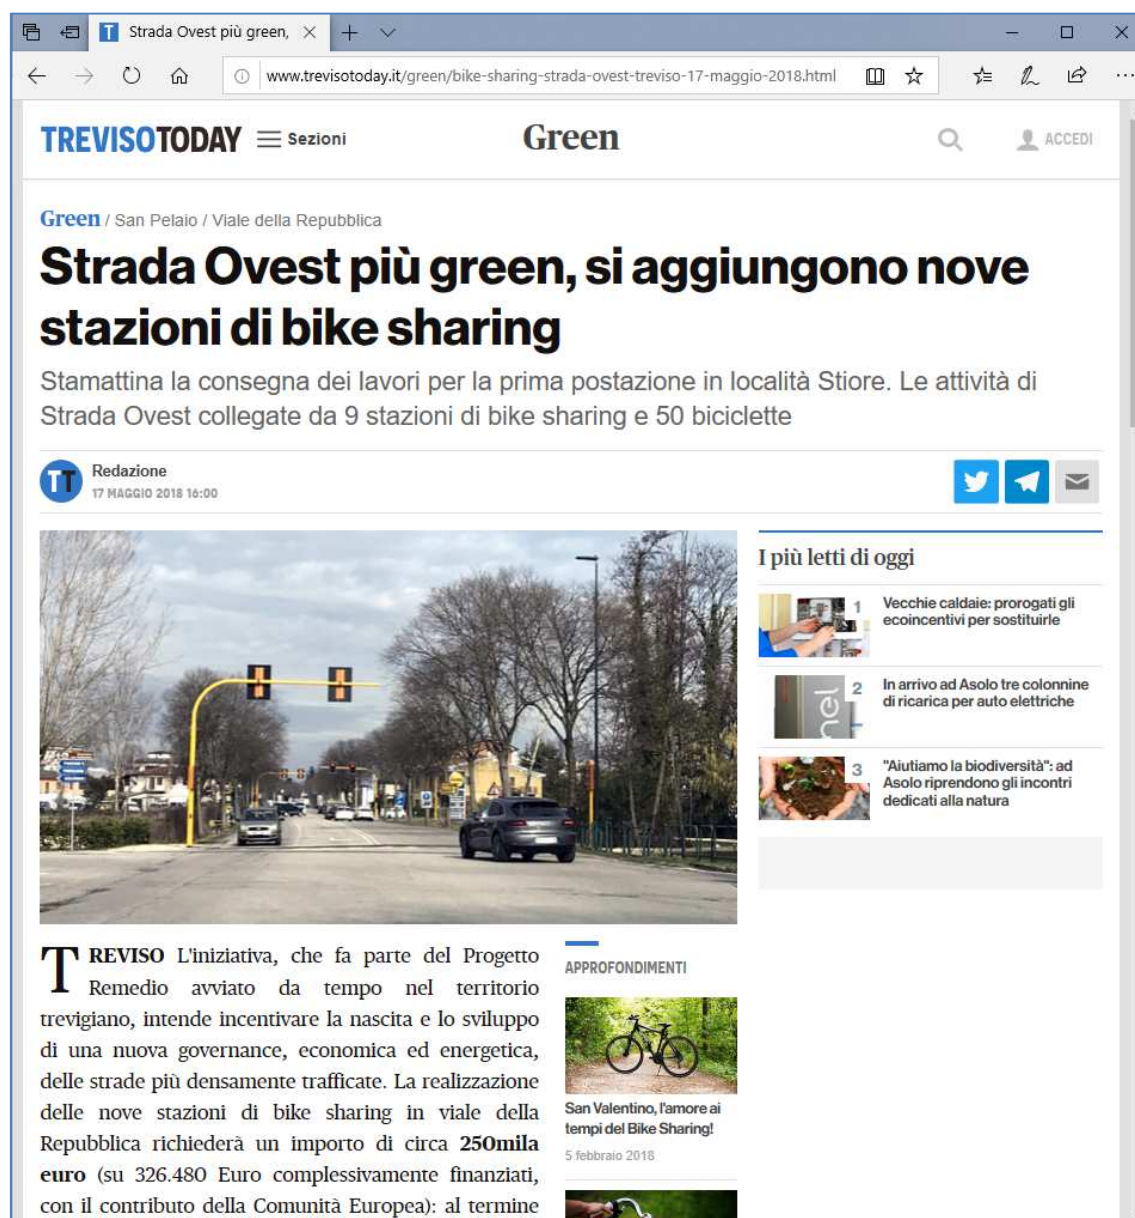 Strada Ovest più green,
www.trevisotoday.it/green/bike-sharing-strada-ovest-treviso-17-maggio-2018.html
TREVISOTODAY Sezioni
Green
ACCEDI
Green / San Pelaio / Viale della Repubblica
Strada Ovest più green, si aggiungono nove
stazioni di bike sharing
Stamattina la consegna dei lavori per la prima postazione in località Stiore. Le attività di
Strada Ovest collegate da 9 stazioni di bike sharing e 50 biciclette
TT
Redazione
17 MAGGIO 2018 16:00
I più letti di oggi
1
Vecchie caldaie: prorogati gli
ecoincentivi per sostituirle
2
In arrivo ad Asolo tre colonnine
di ricarica per auto elettriche
3
"Aiutiamo la biodiversità": ad
Asolo riprendono gli incontri
dedicati alla natura
TREVISO L'iniziativa, che fa parte del Progetto
Remedio avviato da tempo nel territorio
trevigiano, intende incentivare la nascita e lo sviluppo
di una nuova governance, economica ed energetica,
delle strade più densamente trafficate. La realizzazione
delle nove stazioni di bike sharing in viale della
Repubblica richiederà un importo di circa 250mila
euro (su 326.480 Euro complessivamente finanziati,
con il contributo della Comunità Europea): al termine
APPROFONDIMENTI
San Valentino, l'amore ai
tempi del Bike Sharing!
5 febbraio 2018